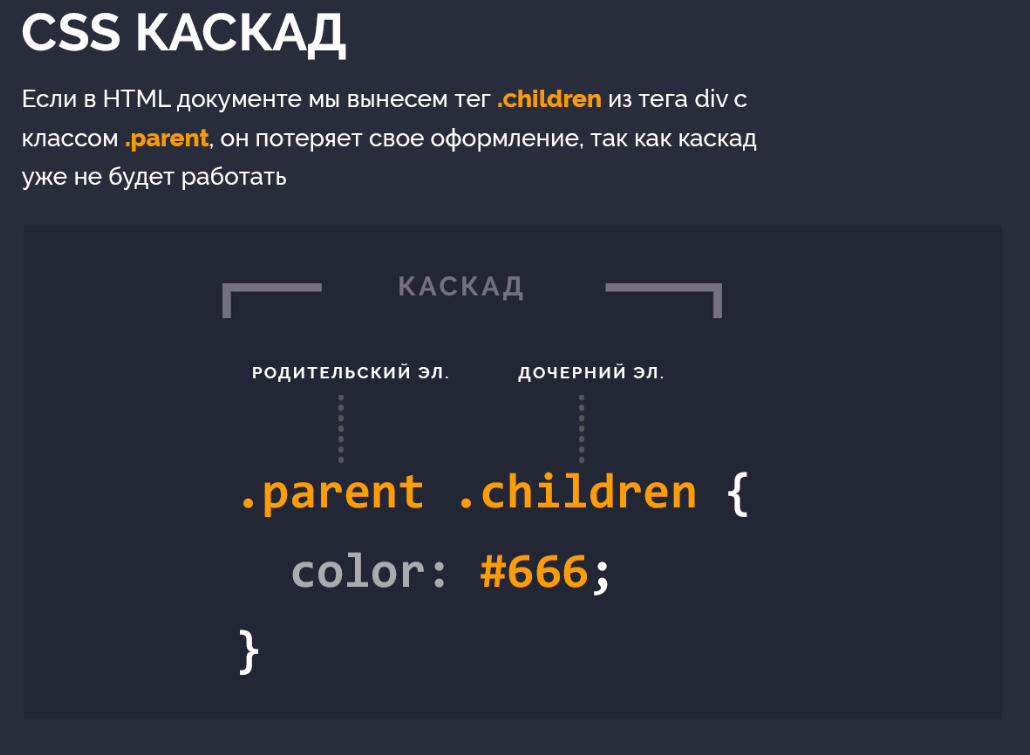 CSS КАСКАД
Если в HTML документе мы вынесем тег .children из тега div с
классом .parent, он потеряет свое оформление, так как каскад
уже не будет работать
КАСКАД
РОДИТЕЛЬСКИЙ ЭЛ. ДОЧЕРНИЙ ЭЛ.
.parent .children {
color: #666;
}